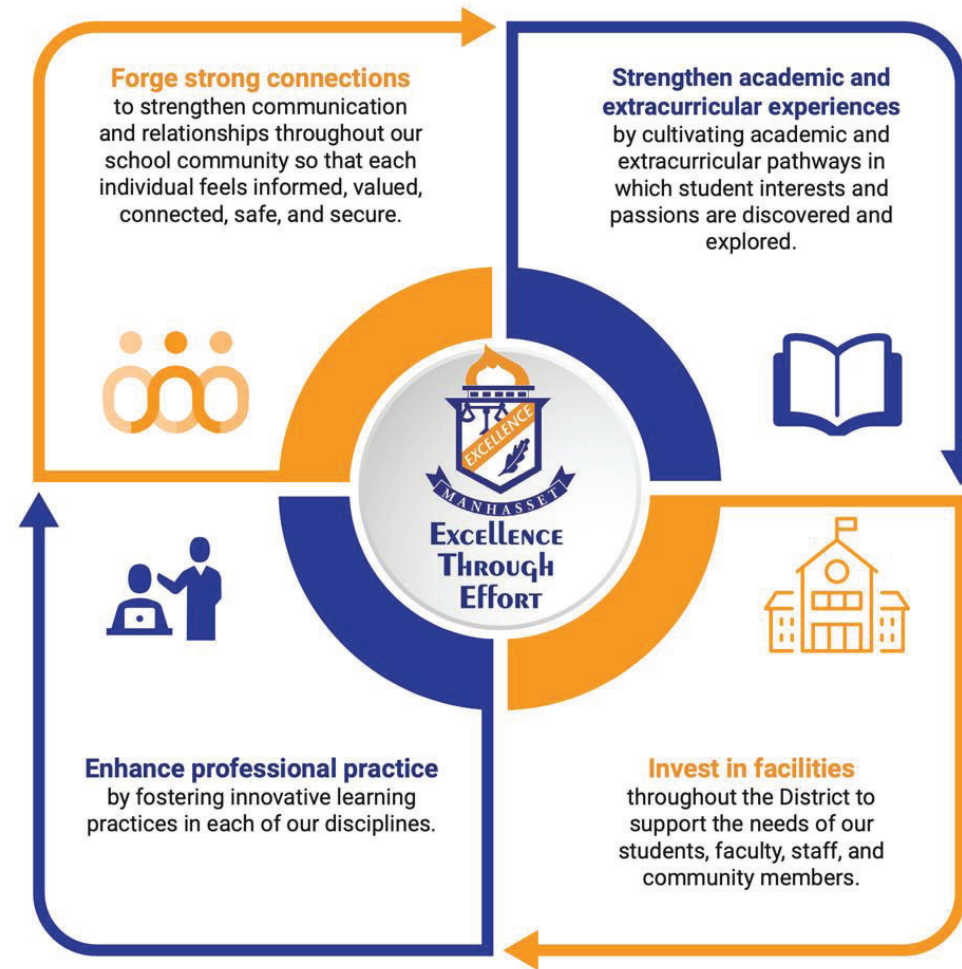 Forge strong connections
to strengthen communication
and relationships throughout our
school community so that each
individual feels informed, valued,
connected, safe, and secure.
Strengthen academic and
extracurricular experiences
by cultivating academic and
extracurricular pathways in
which student interests and
passions are discovered and
explored.
EXCELLENCE
MANHASSET
Excellence
Through
Effort
Enhance professional practice
by fostering innovative learning
practices in each of our disciplines.
Invest in facilities
throughout the District to
support the needs of our
students, faculty, staff, and
community members.